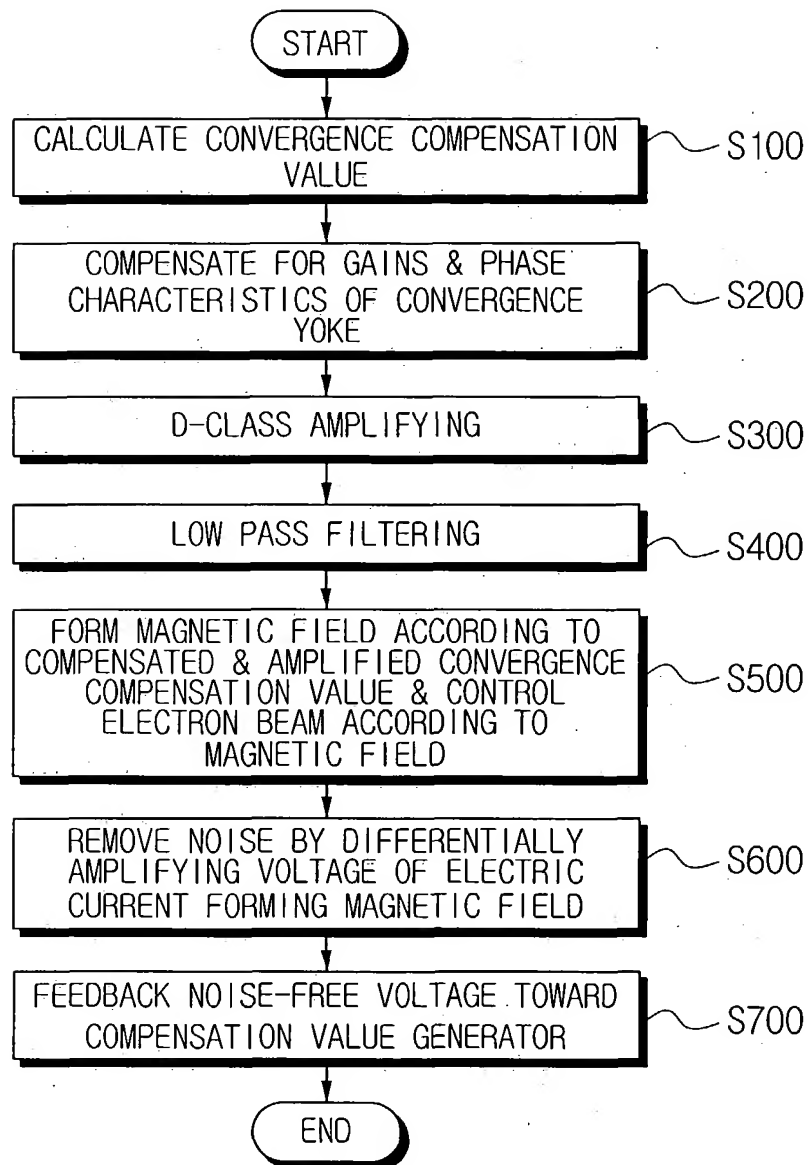 START
CALCULATE CONVERGENCE COMPENSATION
VALUE
S100
COMPENSATE FOR GAINS & PHASE
CHARACTERISTICS OF CONVERGENCE
YOKE
S200
D-CLASS AMPLIFYING
S300
LOW PASS FILTERING
S400
FORM MAGNETIC FIELD ACCORDING TO
COMPENSATED & AMPLIFIED CONVERGENCE
COMPENSATION VALUE & CONTROL
ELECTRON BEAM ACCORDING TO
MAGNETIC FIELD
S500
REMOVE NOISE BY DIFFERENTIALLY
AMPLIFYING VOLTAGE OF ELECTRIC
CURRENT FORMING MAGNETIC FIELD
S600
FEEDBACK NOISE-FREE VOLTAGE TOWARD
COMPENSATION VALUE GENERATOR
S700
END